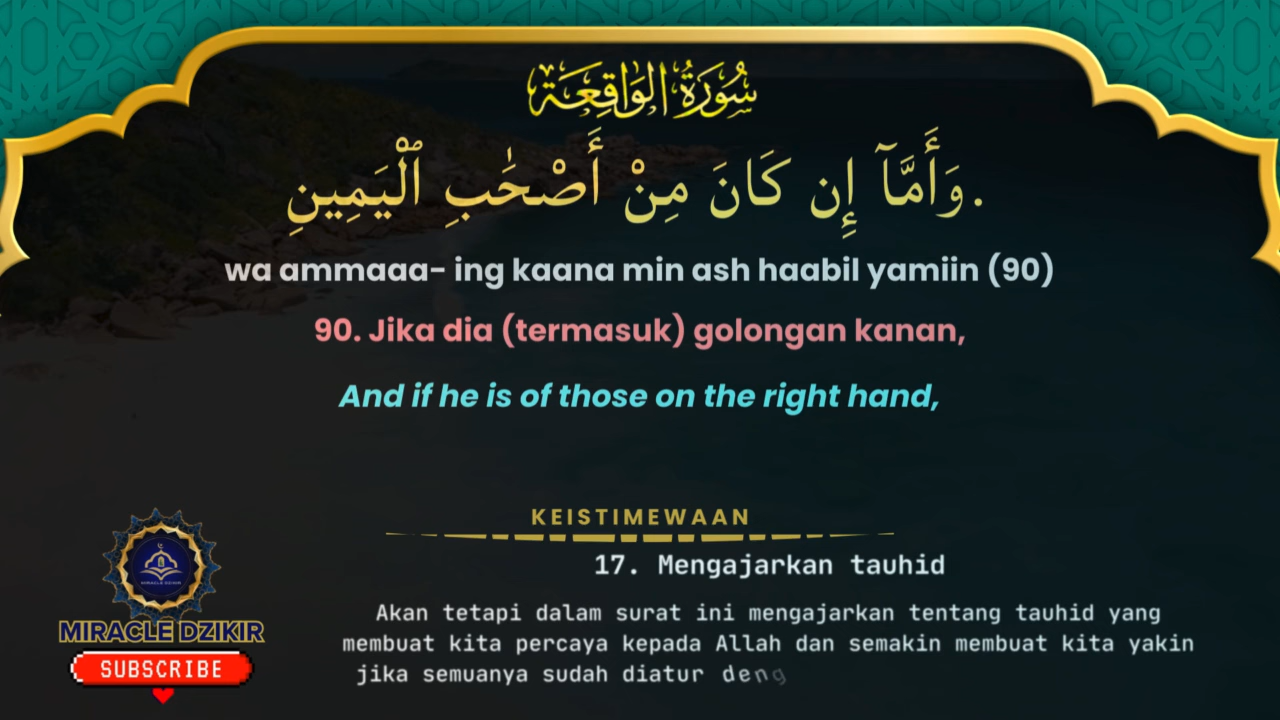 سُورَةُ الوَاقِعَة
وَأَمَّآ إِن كَانَ مِنْ أَصْحَٰبِ ٱلْيَمِينِ.
wa ammaaa- ing kaana min ash haabil yamiin (90)
90. Jika dia (termasuk) golongan kanan,
And if he is of those on the right hand,
KEISTIMEWAAN
17. Mengajarkan tauhid
Akan tetapi dalam surat ini mengajarkan tentang tauhid yang
membuat kita percaya kepada Allah dan semakin membuat kita yakin
jika semuanya sudah diatur deng
MIRACLE DZIKIR
MIRACLE DZIKIR
SUBSCRIBE